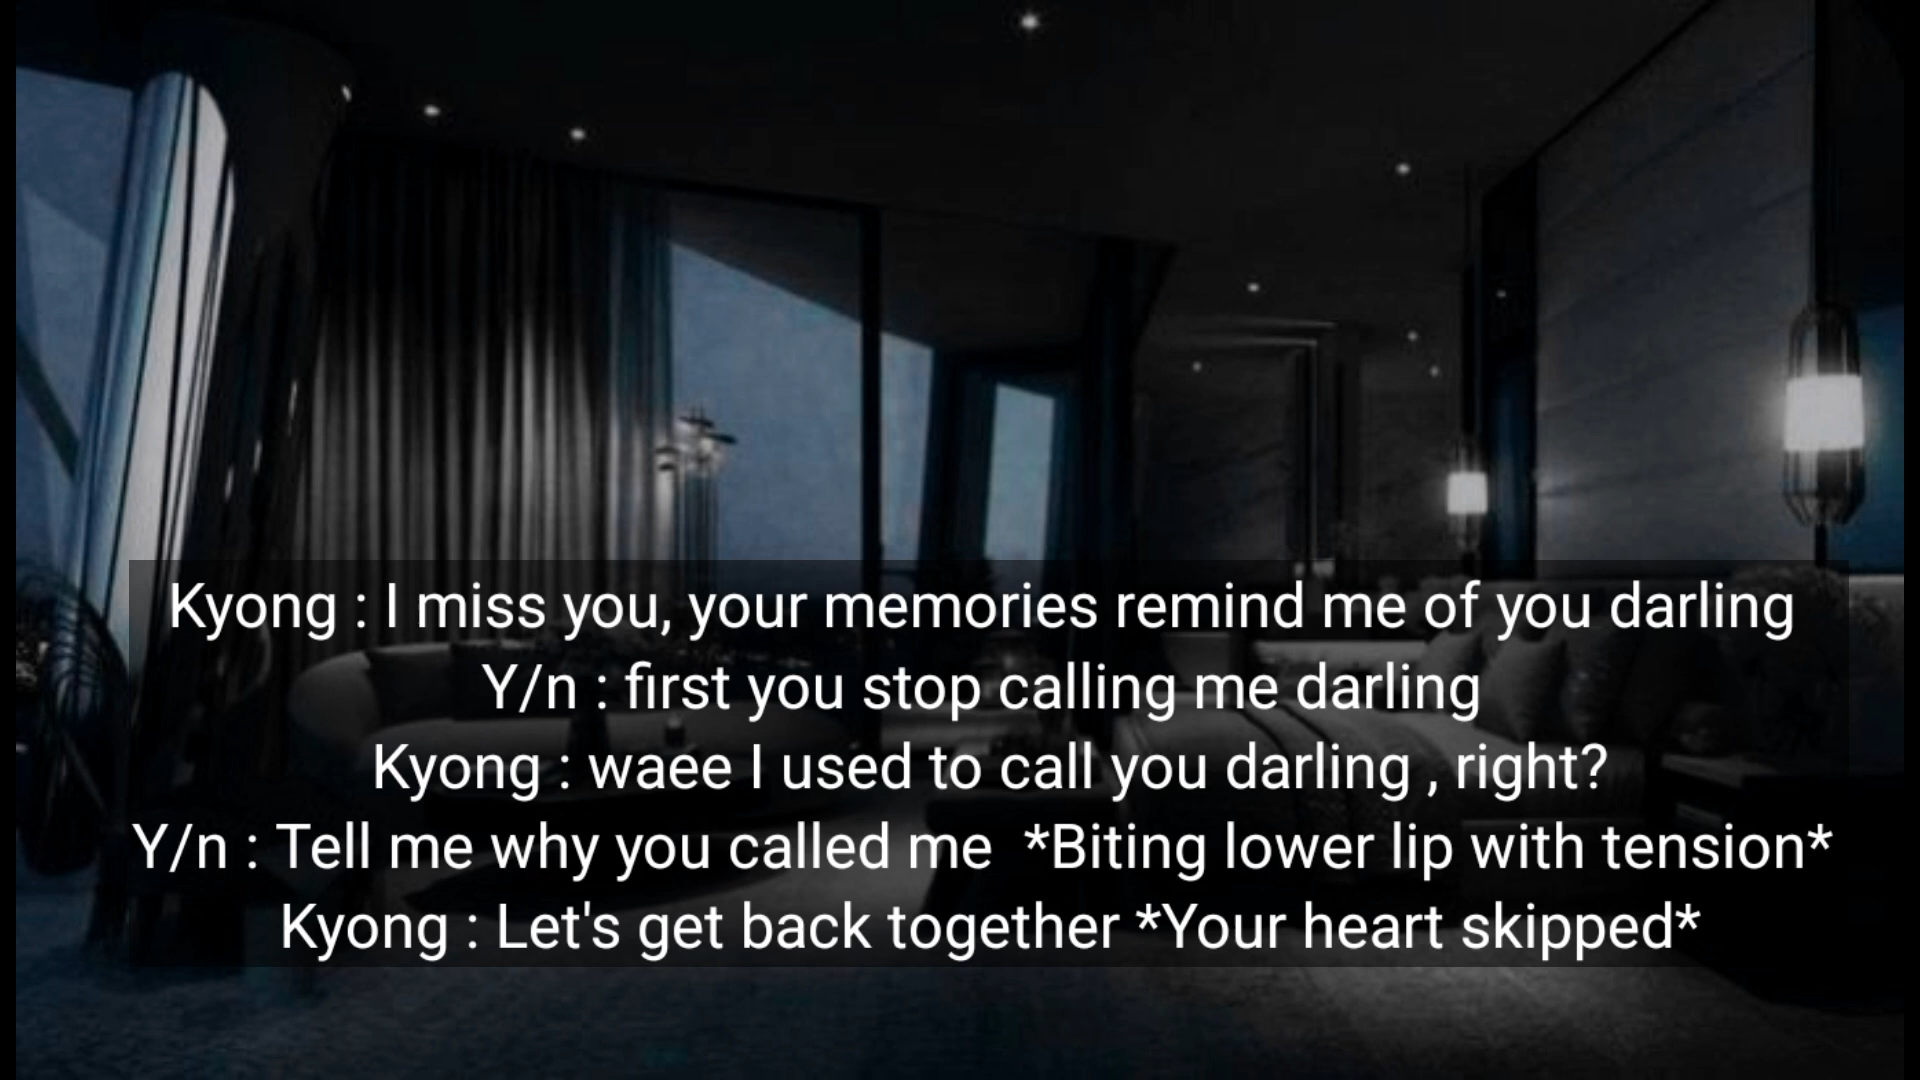 Kyong : I miss you, your memories remind me of you darling
Y/n : first you stop calling me darling
Kyong : waee I used to call you darling , right?
Y/n : Tell me why you called me  *Biting lower lip with tension*
Kyong : Let's get back together *Your heart skipped*